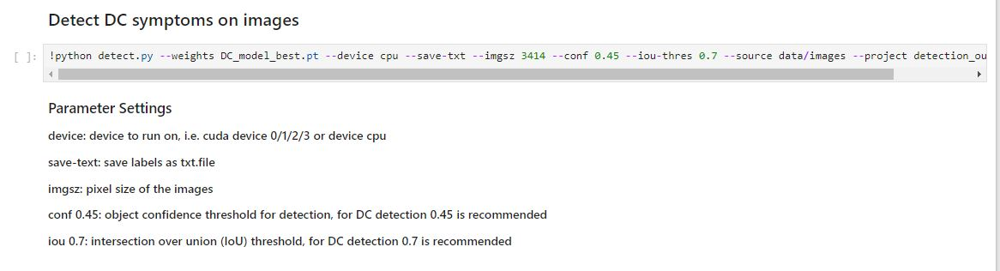 Detect DC symptoms on images
[ ]: !python detect.py --weights DC_model_best.pt --device cpu --save-txt --imgsz 3414 --conf 0.45 --iou-thres 0.7 --source data/images --project detection_ou
Parameter Settings
device: device to run on, i.e. cuda device 0/1/2/3 or device cpu
save-text: save labels as txt.file
imgsz: pixel size of the images
conf 0.45: object confidence threshold for detection, for DC detection 0.45 is recommended
iou 0.7: intersection over union (IoU) threshold, for DC detection 0.7 is recommended